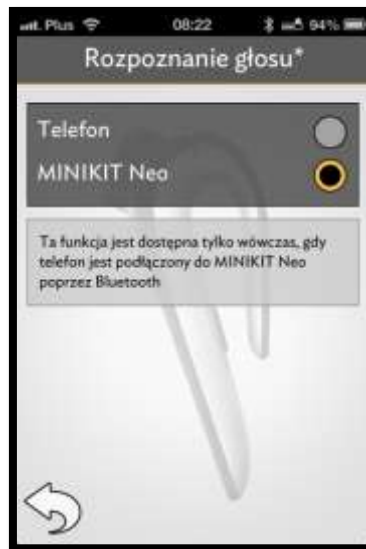 Plus 08:22 94%
Rozpoznanie głosu*
Telefon
MINIKIT Neo
Ta funkcja jest dostępna tylko wówczas, gdy
telefon jest podłączony do MINIKIT Neo
poprzez Bluetooth